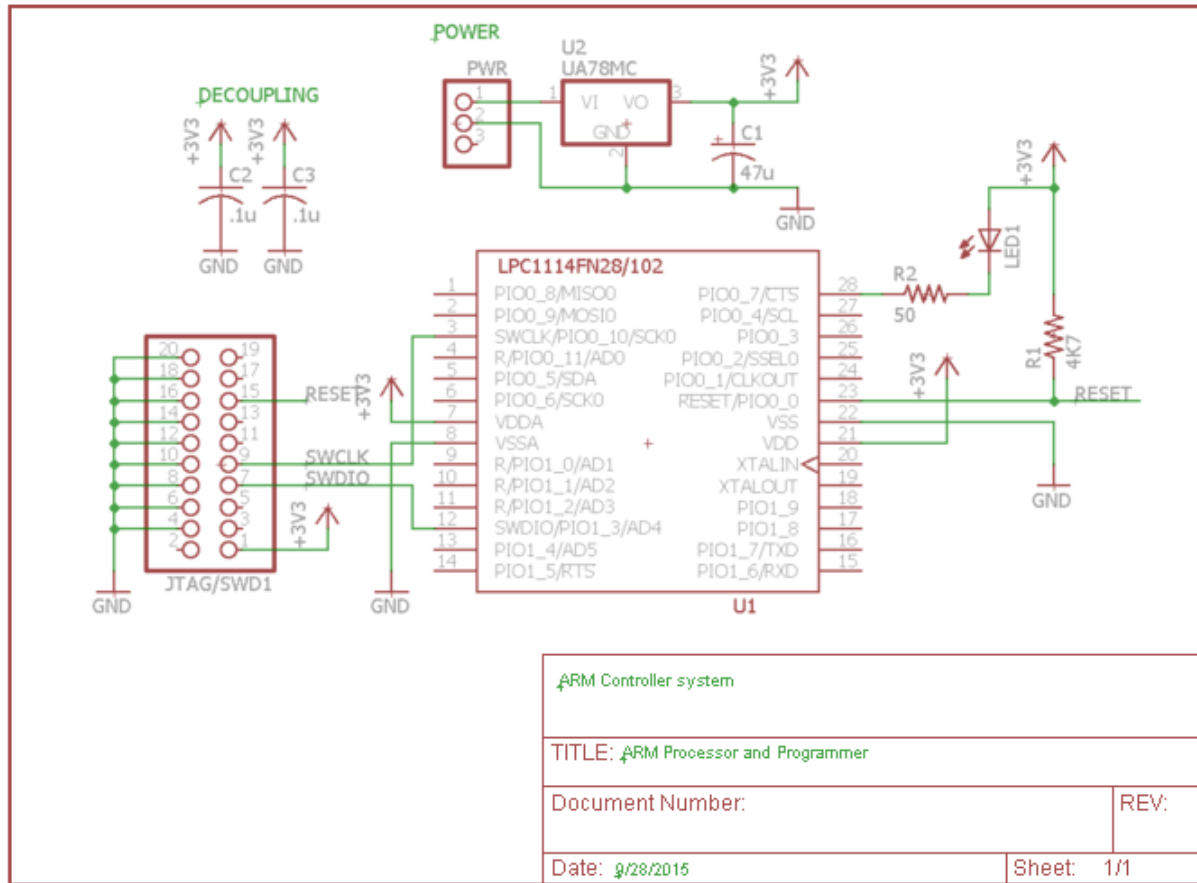 POWER
U2
UA78MC
PWR
1
2
3
1
VI
VO
3
GND
2
+3V3
C1
47u
+
GND
DECOUPLING
+3V3
+3V3
C2
.1u
C3
.1u
GND
GND
+3V3
LED1
R2
50
R1
4K7
RESET
+3V3
GND
LPC1114FN28/102
1 PIO0_8/MISO0
2 PIO0_9/MOSI0
3 SWCLK/PIO0_10/SCK0
4 R/PIO0_11/AD0
5 PIO0_5/SDA
6 PIO0_6/SCK0
7 VDDA
8 VSSA
9 R/PIO1_0/AD1
10 R/PIO1_1/AD2
11 R/PIO1_2/AD3
12 SWDIO/PIO1_3/AD4
13 PIO1_4/AD5
14 PIO1_5/RTS
PIO0_7/CTS 28
PIO0_4/SCL 27
PIO0_3 26
PIO0_2/SSEL0 25
PIO0_1/CLKOUT 24
RESET/PIO0_0 23
VSS 22
VDD 21
XTALIN 20
XTALOUT 19
PIO1_9 18
PIO1_8 17
PIO1_7/TXD 16
PIO1_6/RXD 15
U1
20 19
18 17
16 15
14 13
12 11
10 9
8 7
6 5
4 3
2 1
RESET
+3V3
SWCLK
SWDIO
+3V3
JTAG/SWD1
GND
GND
ARM Controller system
TITLE: ARM Processor and Programmer
Document Number:
REV:
Date: 9/28/2015
Sheet: 1/1